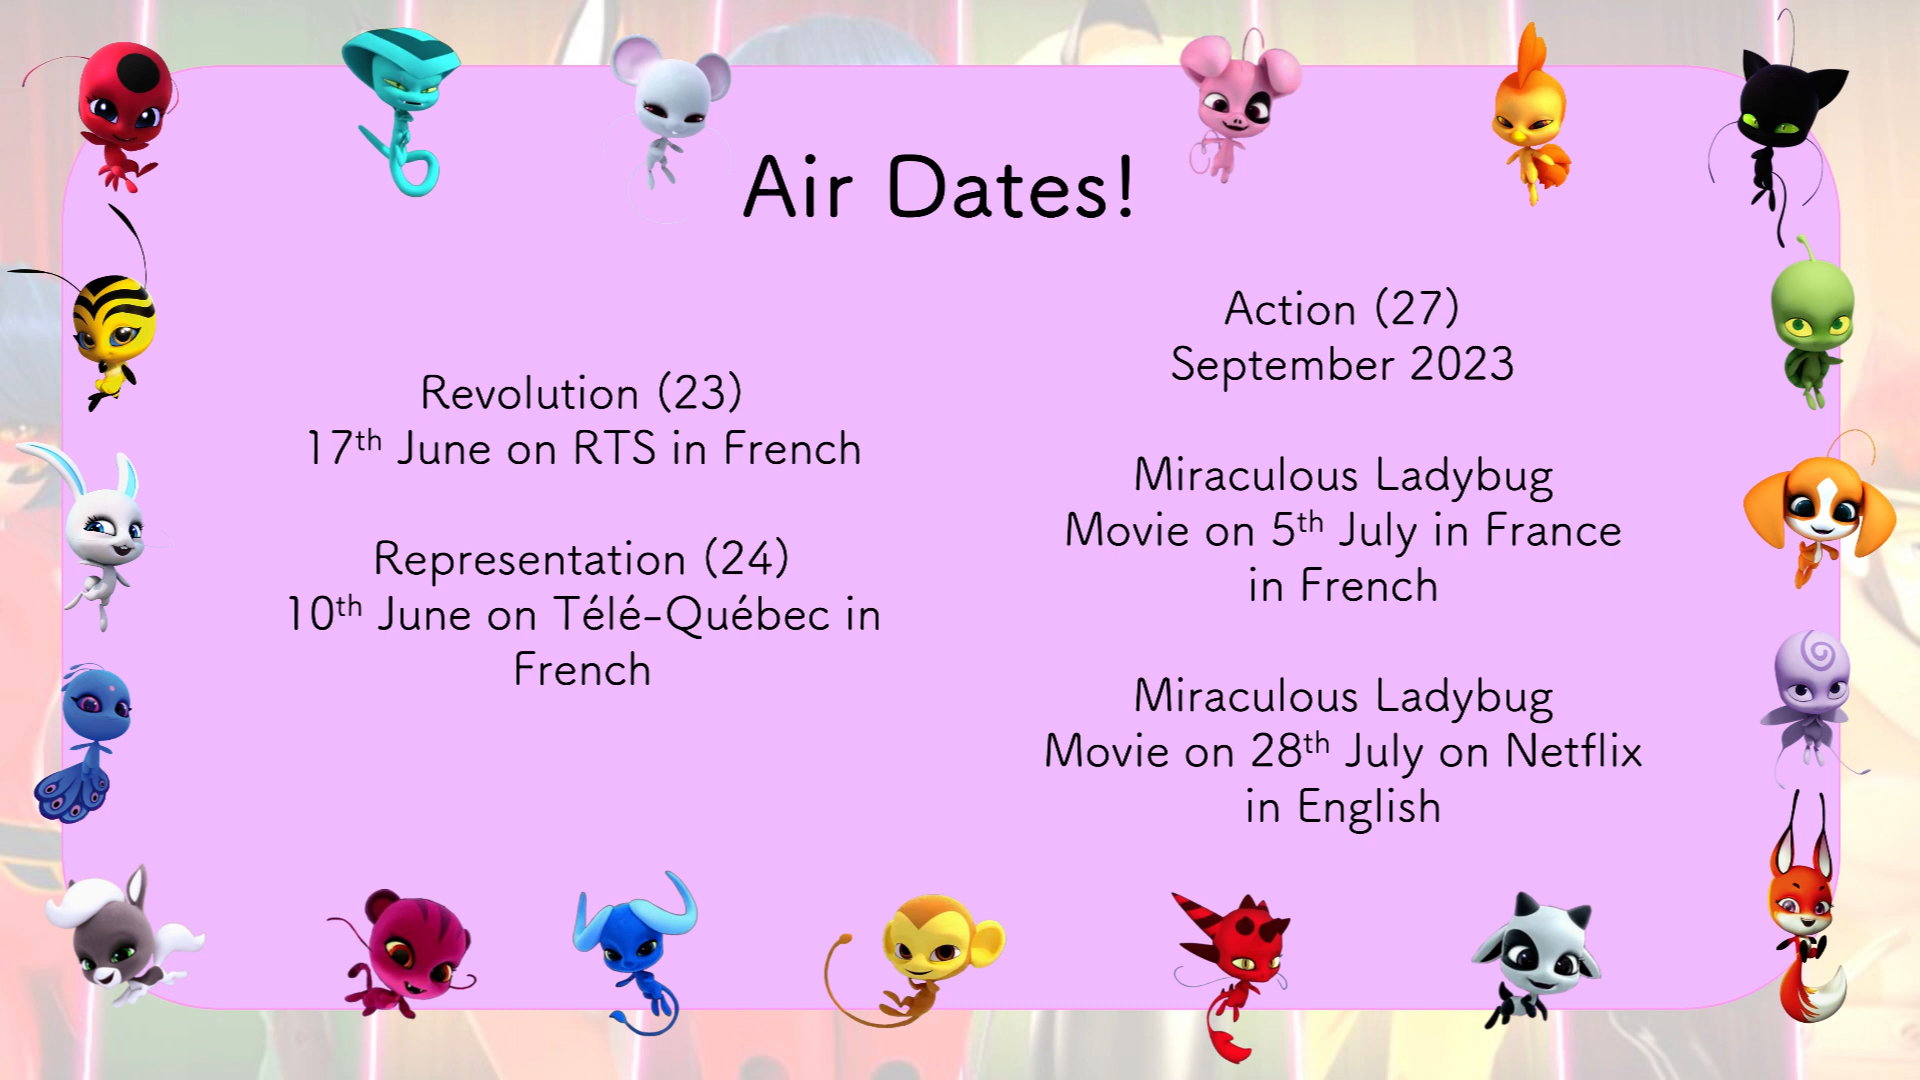 Air Dates!
Revolution (23)
17th June on RTS in French
Representation (24)
10th June on Télé-Québec in
French
Action (27)
September 2023
Miraculous Ladybug
Movie on 5th July in France
in French
Miraculous Ladybug
Movie on 28th July on Netflix
in English